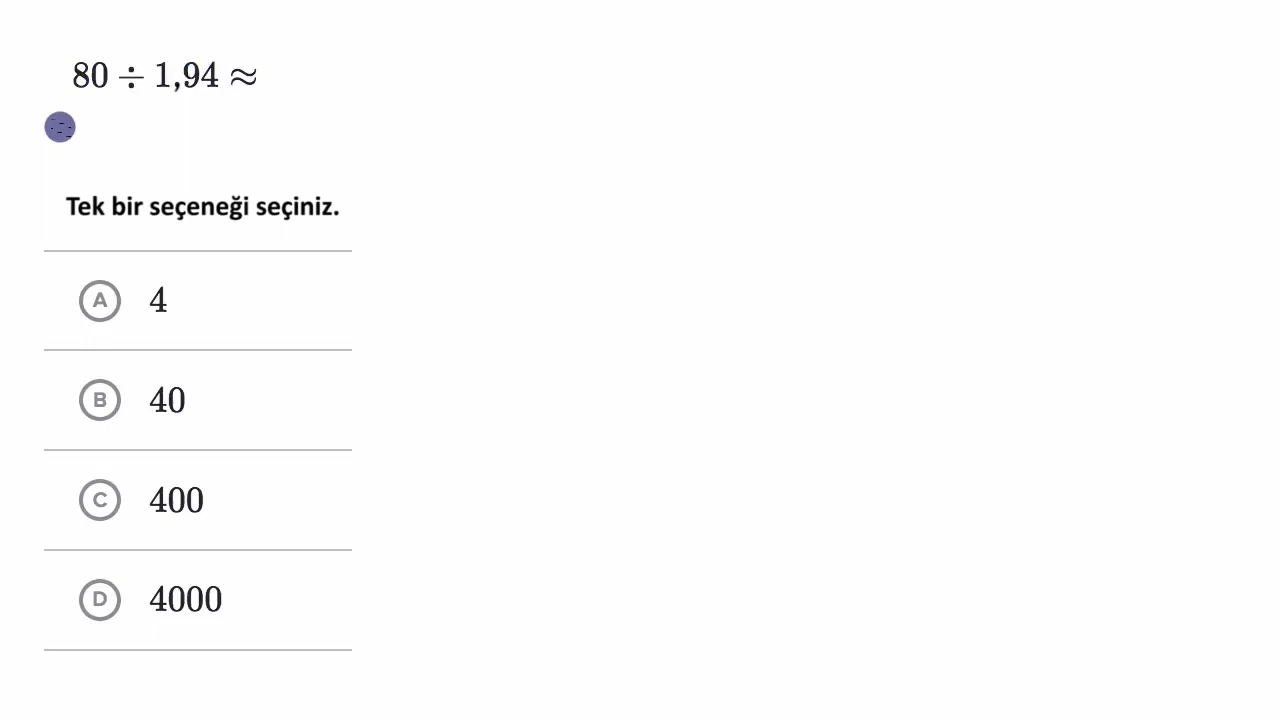 80 ÷ 1,94 ≈
Tek bir seçeneği seçiniz.
A 4
B 40
C 400
D 4000